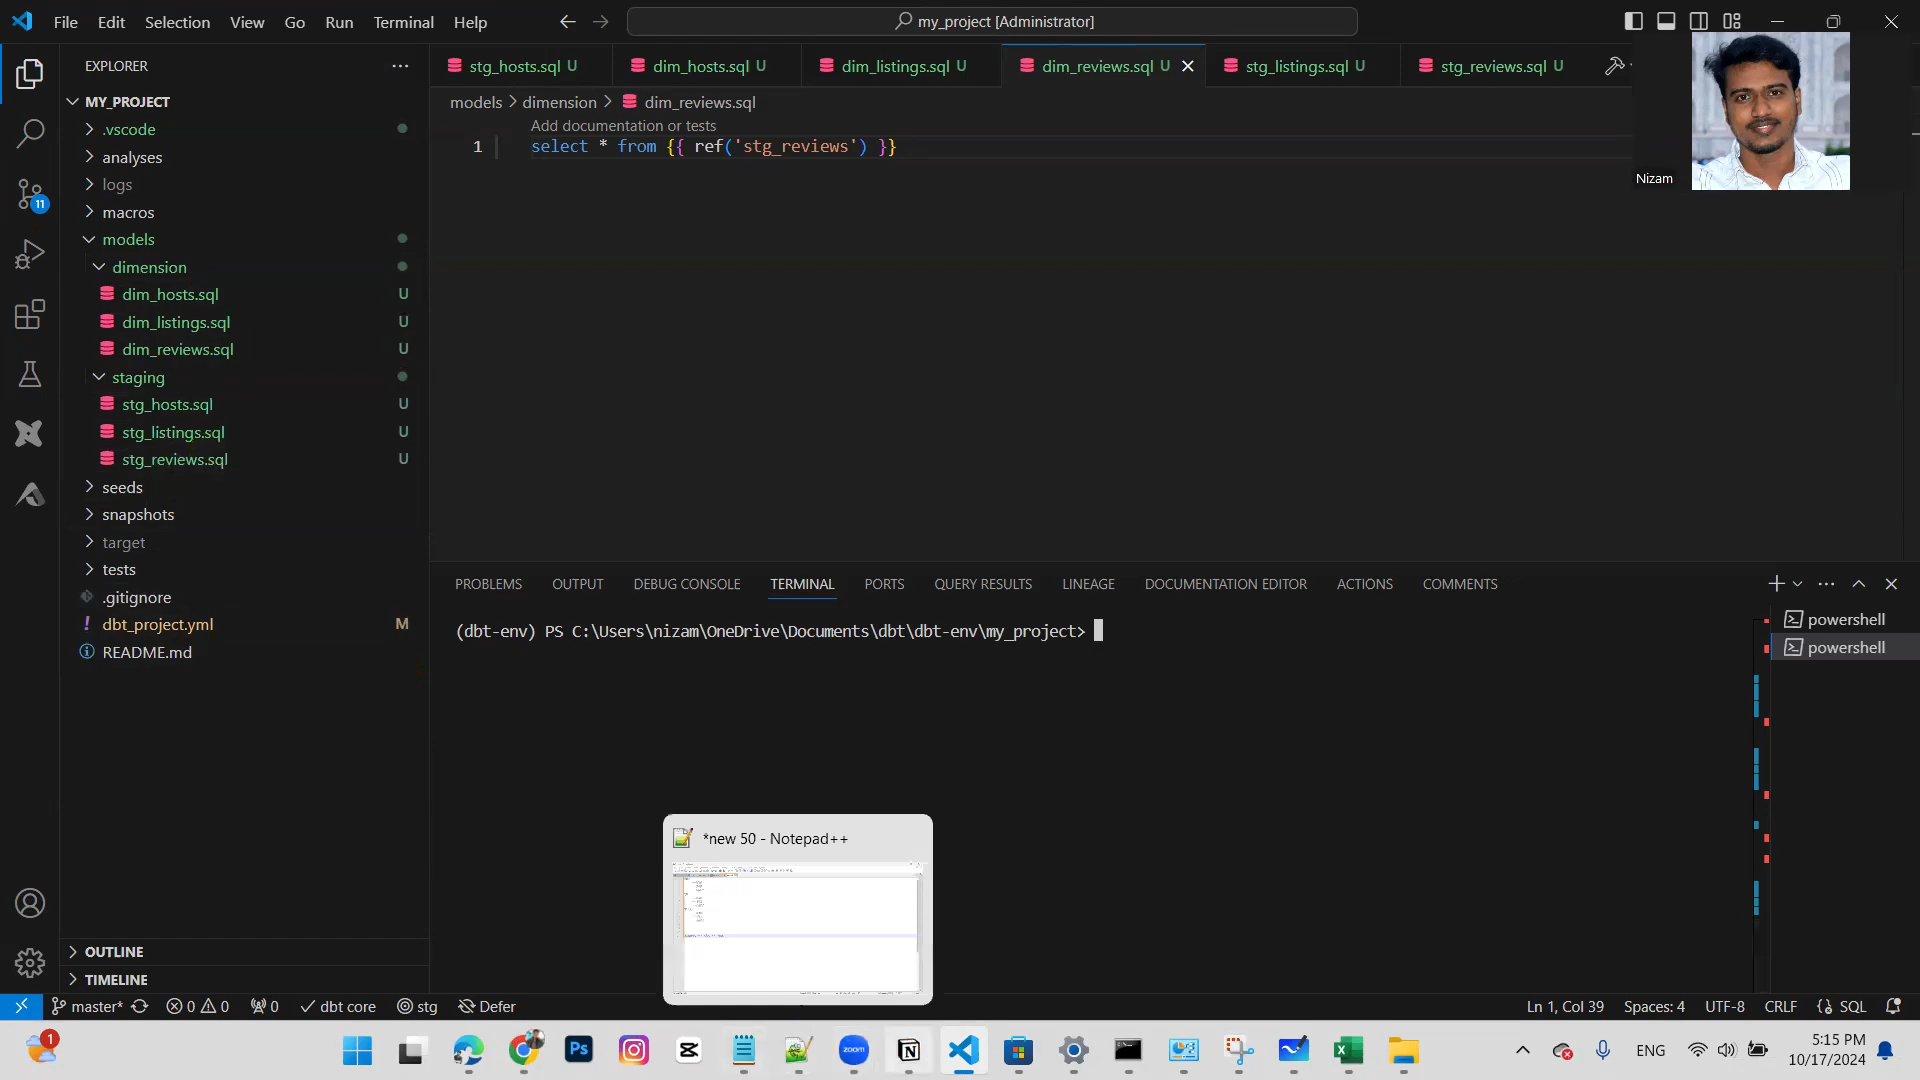 File Edit Selection View Go Run Terminal Help
my_project [Administrator]
EXPLORER
MY_PROJECT
.vscode
analyses
logs
macros
models
dimension
dim_hosts.sql U
dim_listings.sql U
dim_reviews.sql U
staging
stg_hosts.sql U
stg_listings.sql U
stg_reviews.sql U
seeds
snapshots
target
tests
.gitignore
dbt_project.yml M
README.md
OUTLINE
TIMELINE
11
stg_hosts.sql U dim_hosts.sql U dim_listings.sql U dim_reviews.sql U stg_listings.sql U stg_reviews.sql U
models > dimension > dim_reviews.sql
Add documentation or tests
1 select * from {{ ref('stg_reviews') }}
Nizam
PROBLEMS OUTPUT DEBUG CONSOLE TERMINAL PORTS QUERY RESULTS LINEAGE DOCUMENTATION EDITOR ACTIONS COMMENTS
(dbt-env) PS C:\Users\nizam\OneDrive\Documents\dbt\dbt-env\my_project>
powershell
powershell
*new 50 - Notepad++
master* 0 0 0 dbt core stg Defer
Ln 1, Col 39 Spaces: 4 UTF-8 CRLF SQL
1
Ps
zoom
ENG
5:15 PM
10/17/2024